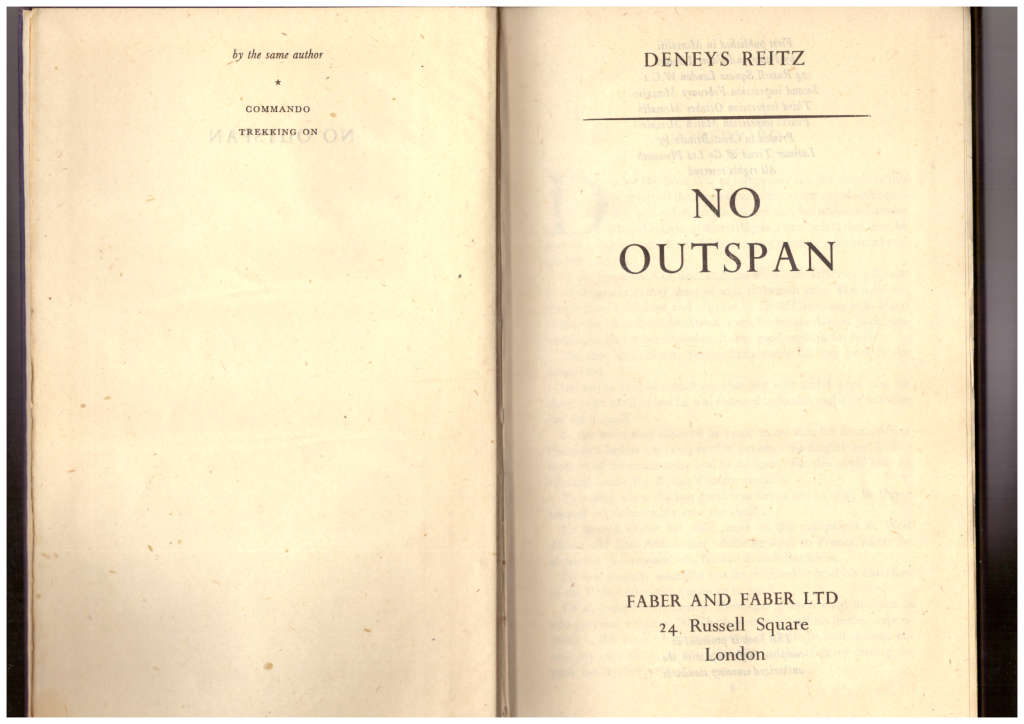 by the same author
★
COMMANDO
TREKKING ON
DENEYS REITZ
NO
OUTSPAN
FABER AND FABER LTD
24 Russell Square
London